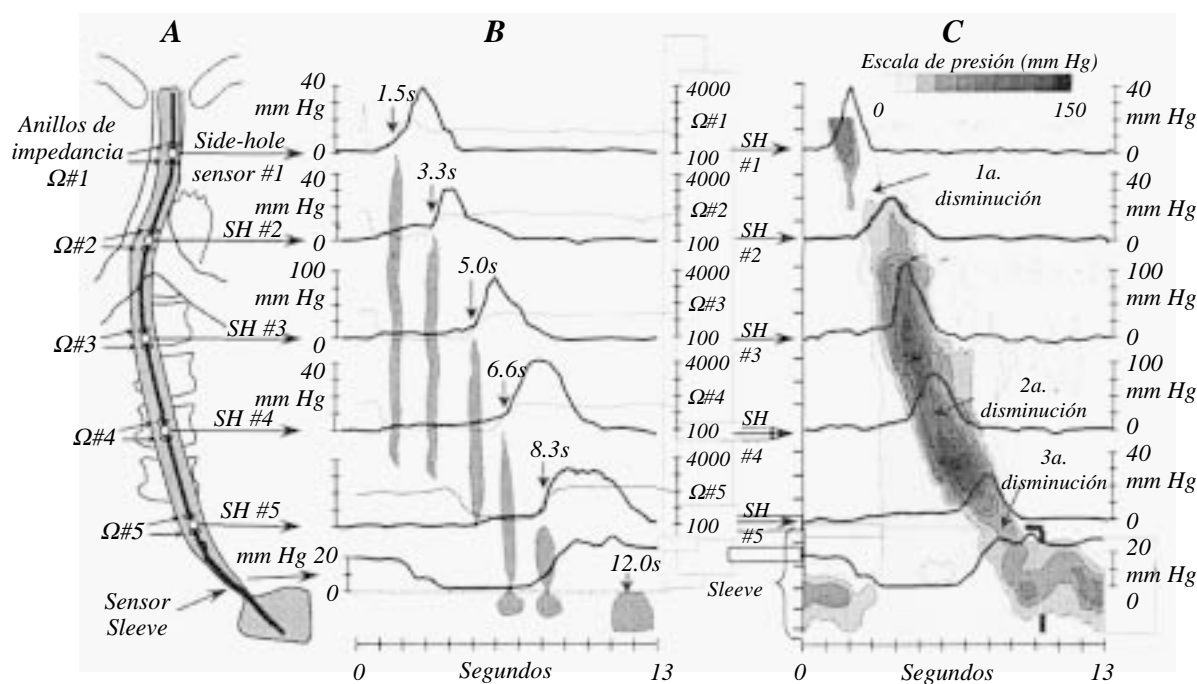 A
B
C
Anillos de
impedancia
Ω#1
Ω#2
Ω#3
Ω#4
Ω#5
Side-hole
sensor #1
SH #2
SH #3
SH #4
SH #5
Sensor
Sleeve
40
mm Hg
0
40
mm Hg
0
100
mm Hg
0
40
mm Hg
0
mm Hg 20
0
1.5s
3.3s
5.0s
6.6s
8.3s
12.0s
0
Segundos
13
4000
Ω#1
100
4000
Ω#2
100
4000
Ω#3
100
4000
Ω#4
100
4000
Ω#5
100
SH
#1
SH
#2
SH
#3
SH
#4
SH
#5
Sleeve
Escala de presión (mm Hg)
0
150
1a.
disminución
2a.
disminución
3a.
disminución
40
mm Hg
0
40
mm Hg
0
100
mm Hg
0
100
mm Hg
0
40
mm Hg
0
20
mm Hg
0
0
Segundos
13